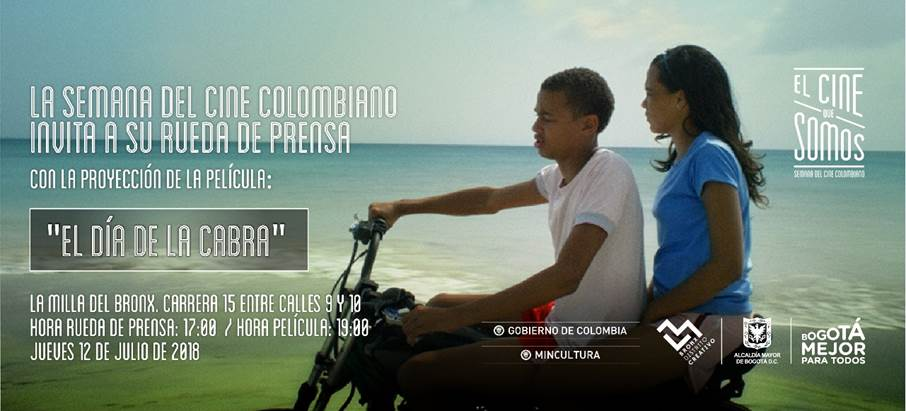 LA SEMANA DEL CINE COLOMBIANO
INVITA A SU RUEDA DE PRENSA
CON LA PROYECCIÓN DE LA PELÍCULA:
"EL DÍA DE LA CABRA"
LA MILLA DEL BRONX. CARRERA 15 ENTRE CALLES 9 Y 10
HORA RUEDA DE PRENSA: 17:00 / HORA PELÍCULA: 19:00
JUEVES 12 DE JULIO DE 2018
EL CINE
QUE
SOMOS
SEMANA DEL CINE COLOMBIANO
GOBIERNO DE COLOMBIA
MINCULTURA
BRONX
DISTRITO
CREATIVO
ALCALDÍA MAYOR
DE BOGOTÁ D.C.
BOGOTÁ
MEJOR
PARA TODOS